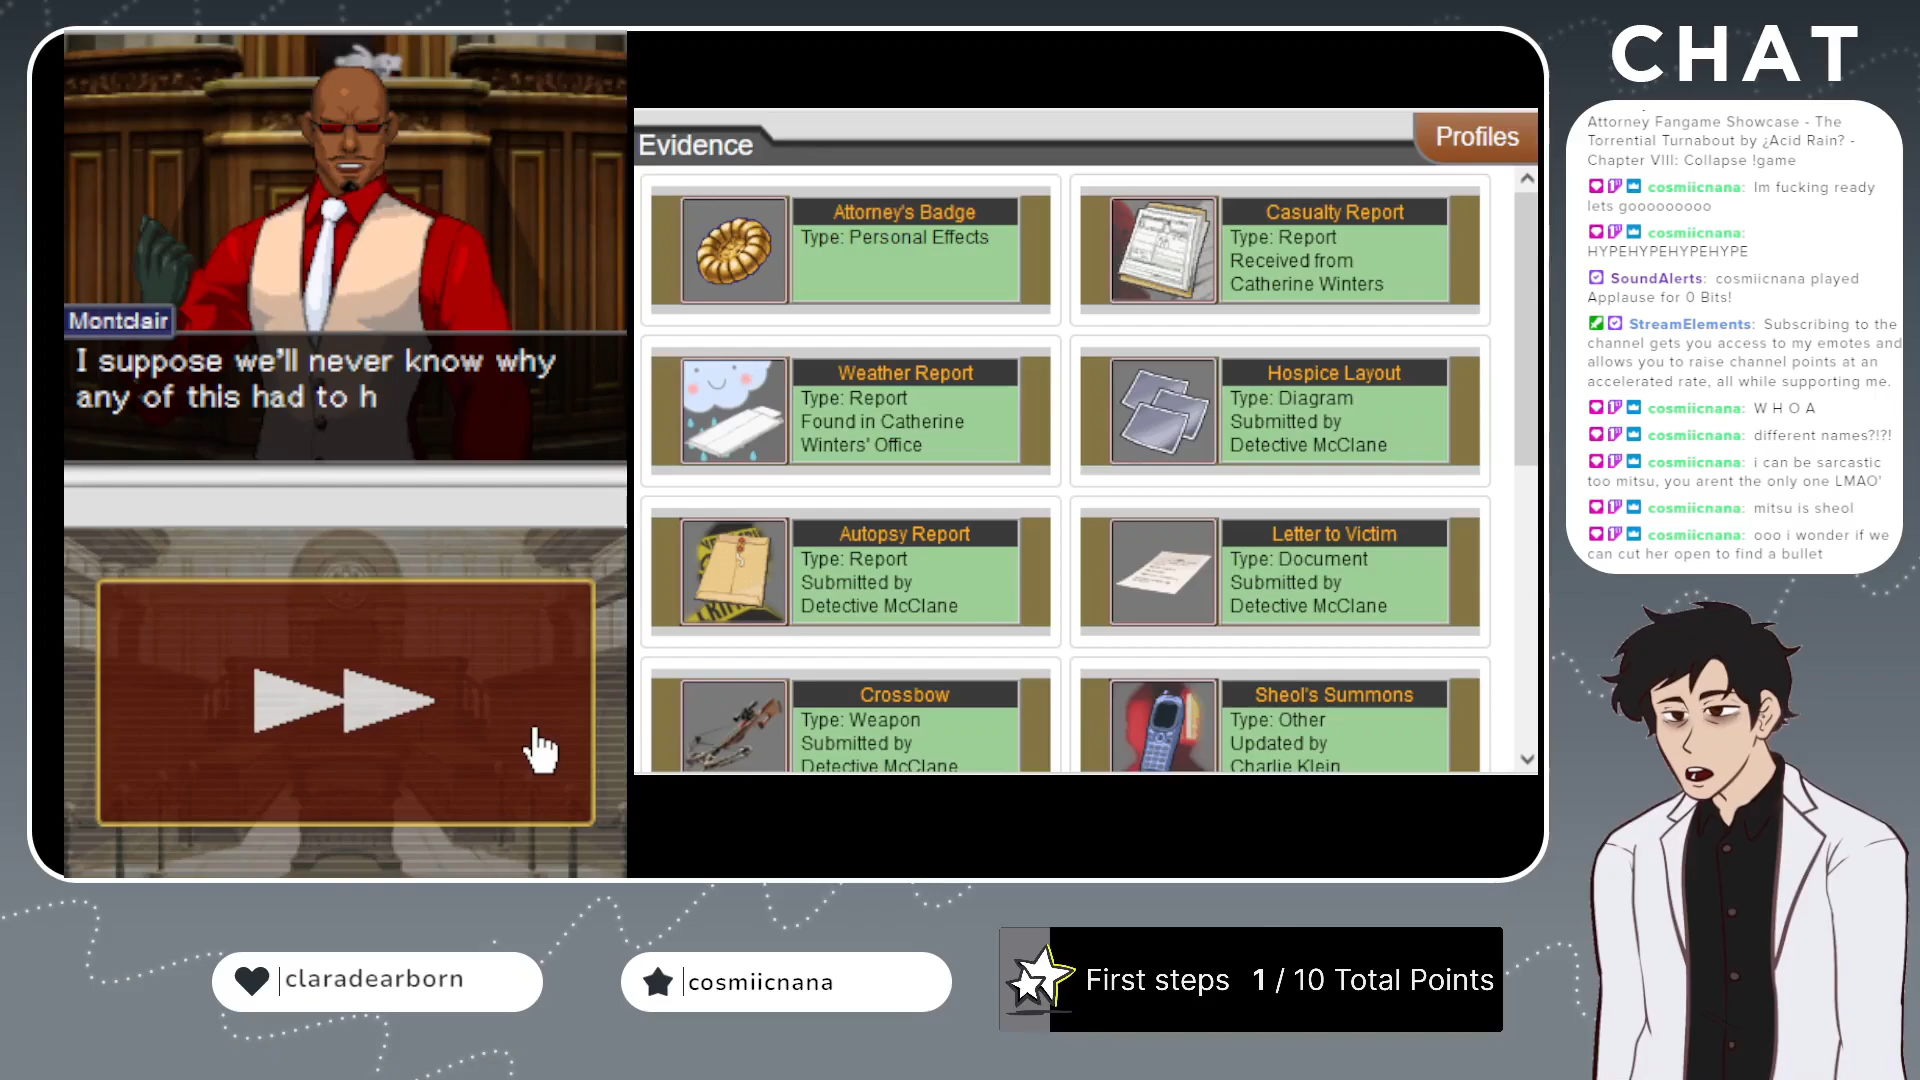 Montclair
I suppose we'll never know why
any of this had to h
Evidence
Profiles
Attorney's Badge
Type: Personal Effects
Casualty Report
Type: Report
Received from
Catherine Winters
Weather Report
Type: Report
Found in Catherine
Winters' Office
Hospice Layout
Type: Diagram
Submitted by
Detective McClane
Autopsy Report
Type: Report
Submitted by
Detective McClane
Letter to Victim
Type: Document
Submitted by
Detective McClane
Crossbow
Type: Weapon
Submitted by
Detective McClane
Sheol's Summons
Type: Other
Updated by
Charlie Klein
CHAT
Attorney Fangame Showcase - The
Torrential Turnabout by ¿Acid Rain? -
Chapter VIII: Collapse !game
cosmiicnana: Im fucking ready
lets gooooooooo
cosmiicnana:
HYPEHYPEHYPEHYPE
SoundAlerts: cosmiicnana played
Applause for 0 Bits!
StreamElements: Subscribing to the
channel gets you access to my emotes and
allows you to raise channel points at an
accelerated rate, all while supporting me.
cosmiicnana: W H O A
cosmiicnana: different names?!?!
cosmiicnana: i can be sarcastic
too mitsu, you arent the only one LMAO'
cosmiicnana: mitsu is sheol
cosmiicnana: ooo i wonder if we
can cut her open to find a bullet
claradearborn
cosmiicnana
First steps 1 / 10 Total Points